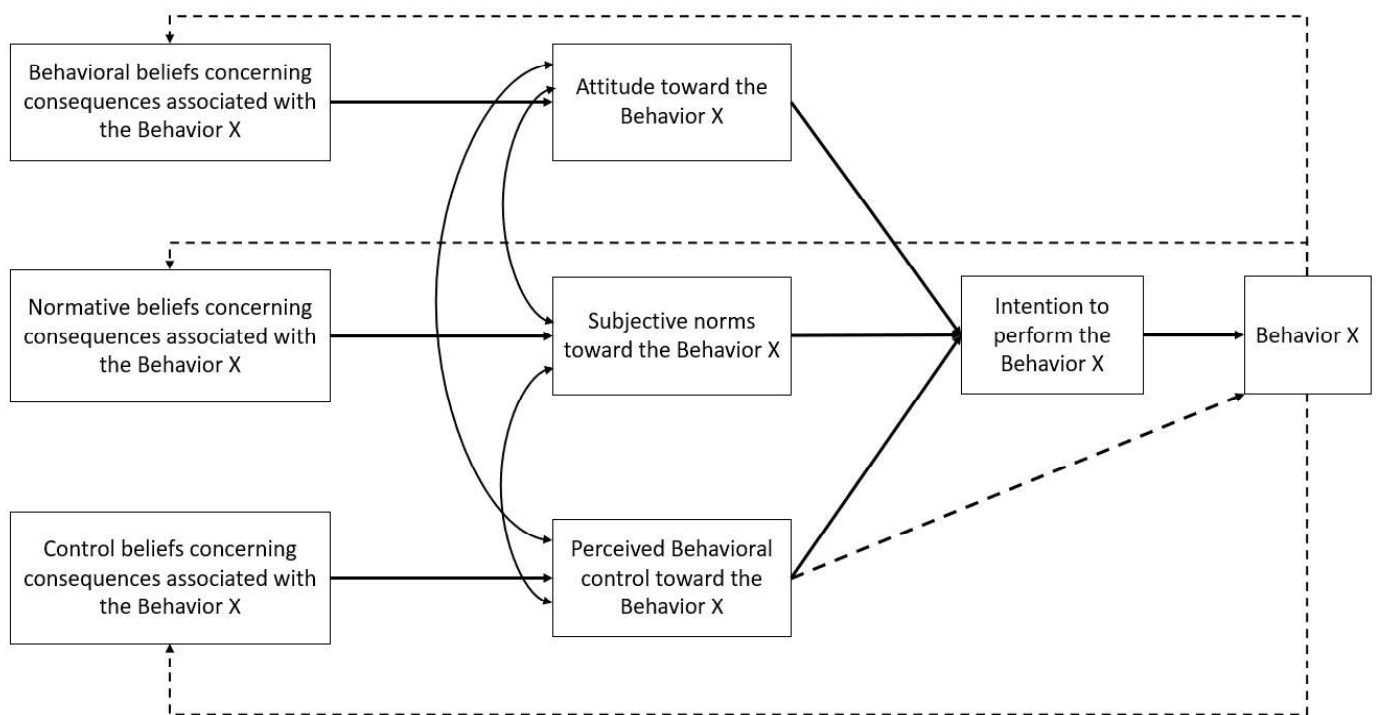 Behavioral beliefs concerning
consequences associated with
the Behavior X
Attitude toward the
Behavior X
Normative beliefs concerning
consequences associated with
the Behavior X
Subjective norms
toward the Behavior X
Intention to
perform the
Behavior X
Behavior X
Control beliefs concerning
consequences associated with
the Behavior X
Perceived Behavioral
control toward the
Behavior X